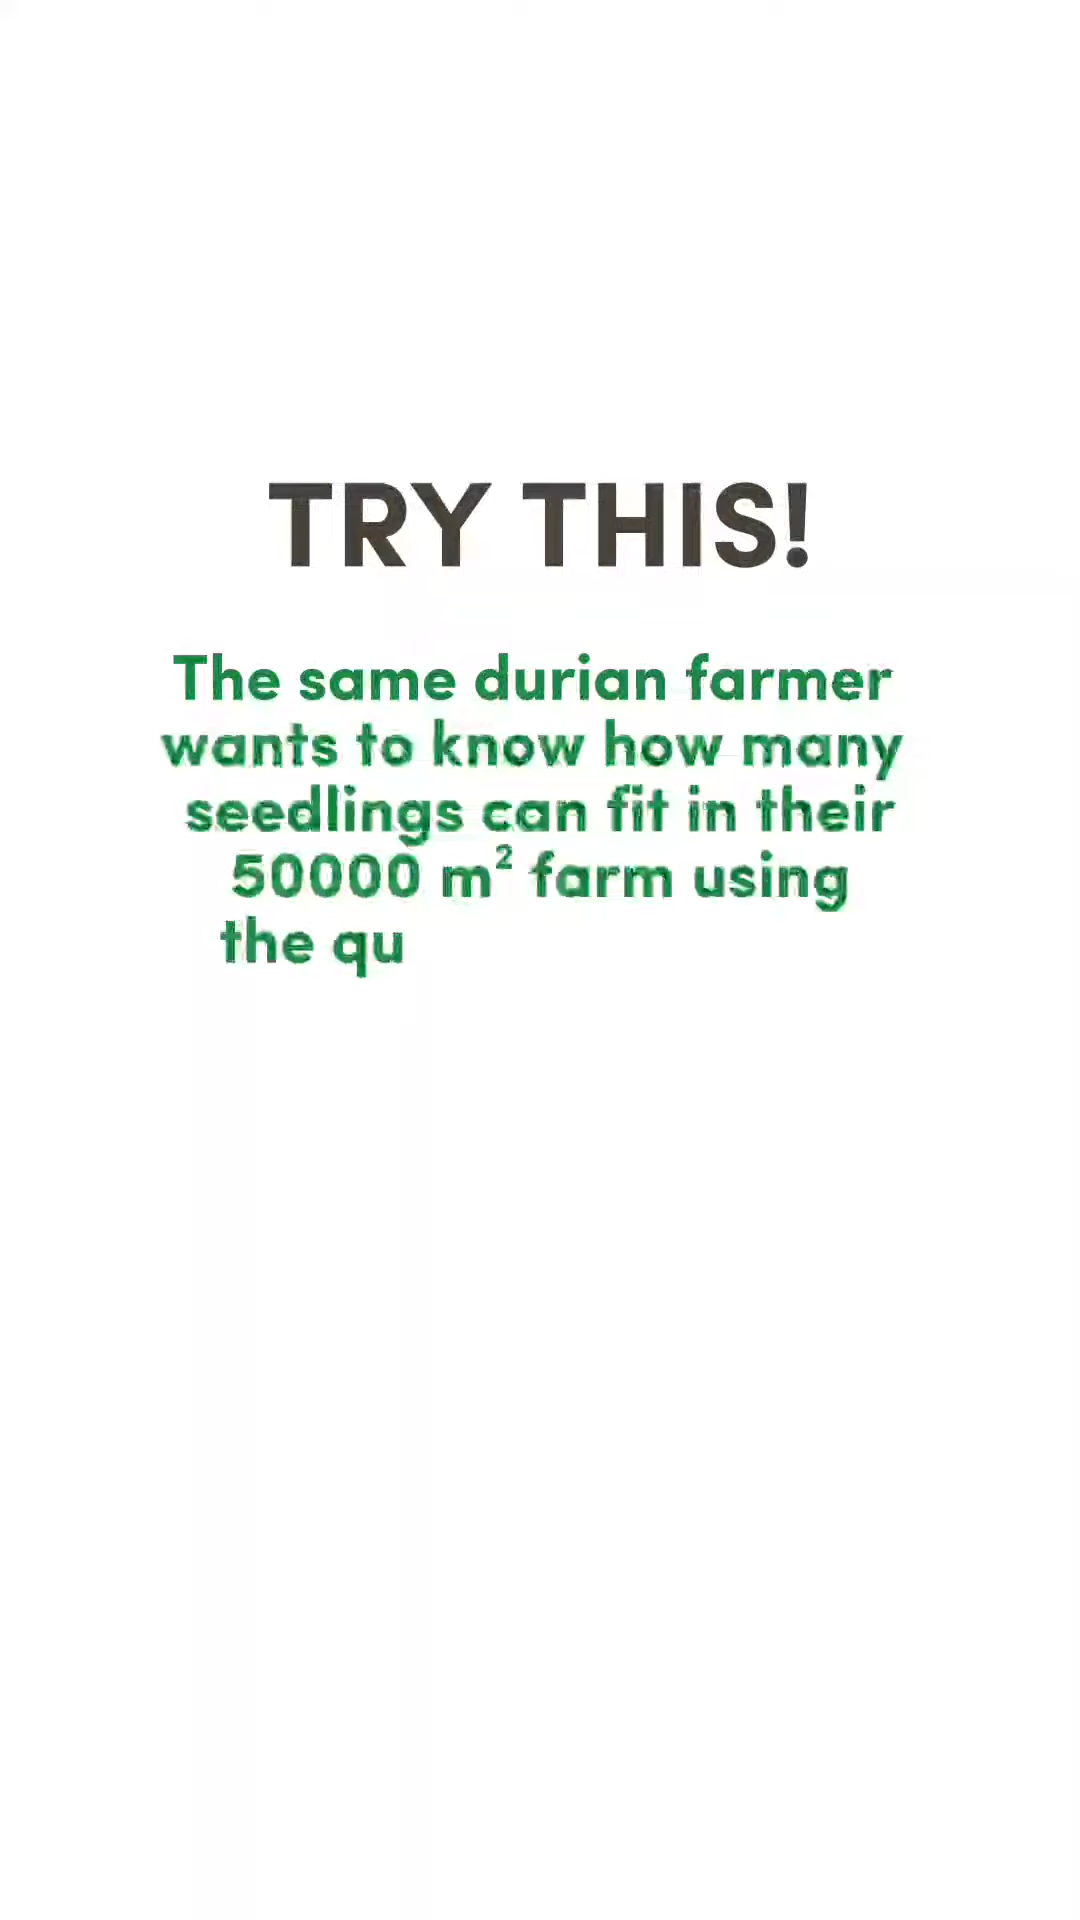 TRY THIS!
The same durian farmer
wants to know how many
seedlings can fit in their
50000 m² farm using
the qu